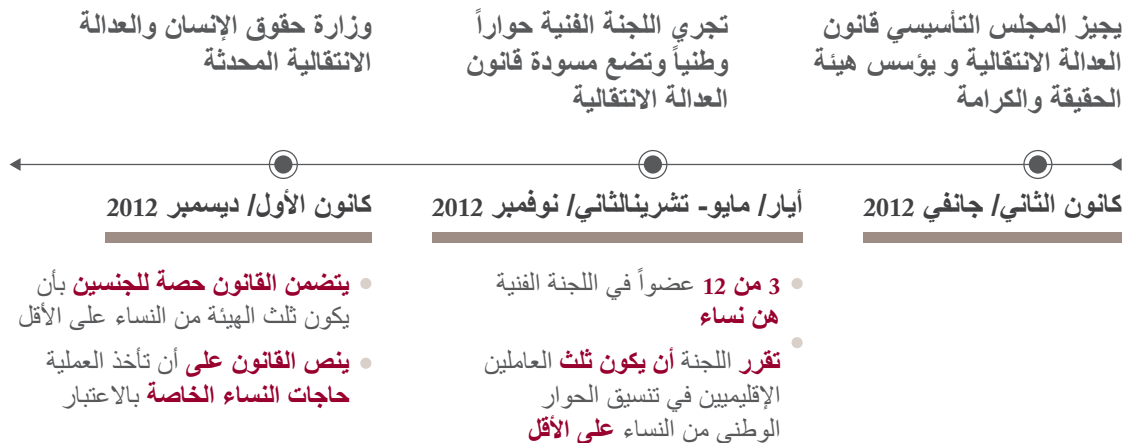 يجيز المجلس التأسيسي قانون
العدالة الانتقالية و يؤسس هيئة
الحقيقة والكرامة
كانون الثاني/ جانفي 2012
تجري اللجنة الفنية حواراً
وطنياً وتضع مسودة قانون
العدالة الانتقالية
أيار/ مايو- تشرينالثاني/ نوفمبر 2012
3 من 12 عضواً في اللجنة الفنية
هن نساء
تقرر اللجنة أن يكون ثلث العاملين
الإقليميين في تنسيق الحوار
الوطني من النساء على الأقل
وزارة حقوق الإنسان والعدالة
الانتقالية المحدثة
كانون الأول/ ديسمبر 2012
يتضمن القانون حصة للجنسين بأن
يكون ثلث الهيئة من النساء على الأقل
ينص القانون على أن تأخذ العملية
حاجات النساء الخاصة بالاعتبار